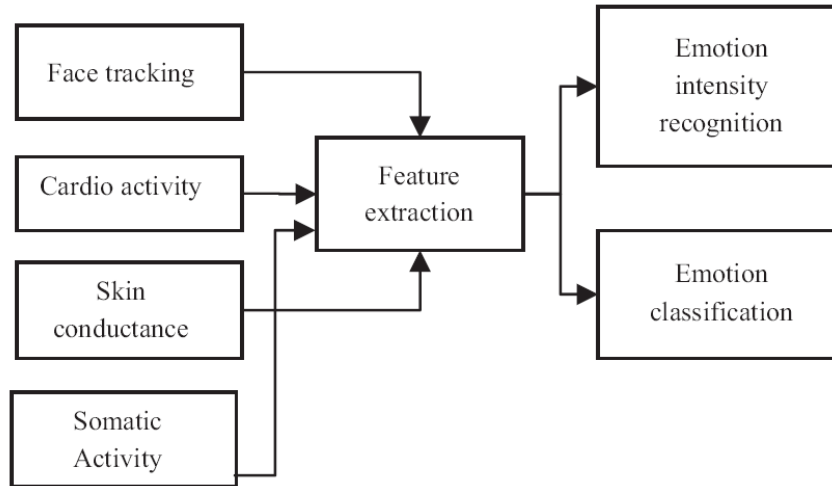 Face tracking
Cardio activity
Skin
conductance
Somatic
Activity
Feature
extraction
Emotion
intensity
recognition
Emotion
classification